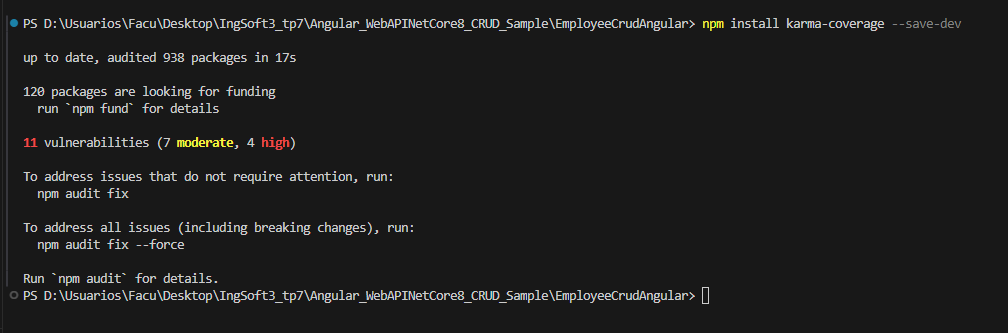 PS D:\Usuarios\Facu\Desktop\IngSoft3_tp7\Angular_WebAPINetCore8_CRUD_Sample\EmployeeCrudAngular> npm install karma-coverage --save-dev
up to date, audited 938 packages in 17s
120 packages are looking for funding
  run `npm fund` for details
11 vulnerabilities (7 moderate, 4 high)
To address issues that do not require attention, run:
  npm audit fix
To address all issues (including breaking changes), run:
  npm audit fix --force
Run `npm audit` for details.
PS D:\Usuarios\Facu\Desktop\IngSoft3_tp7\Angular_WebAPINetCore8_CRUD_Sample\EmployeeCrudAngular>